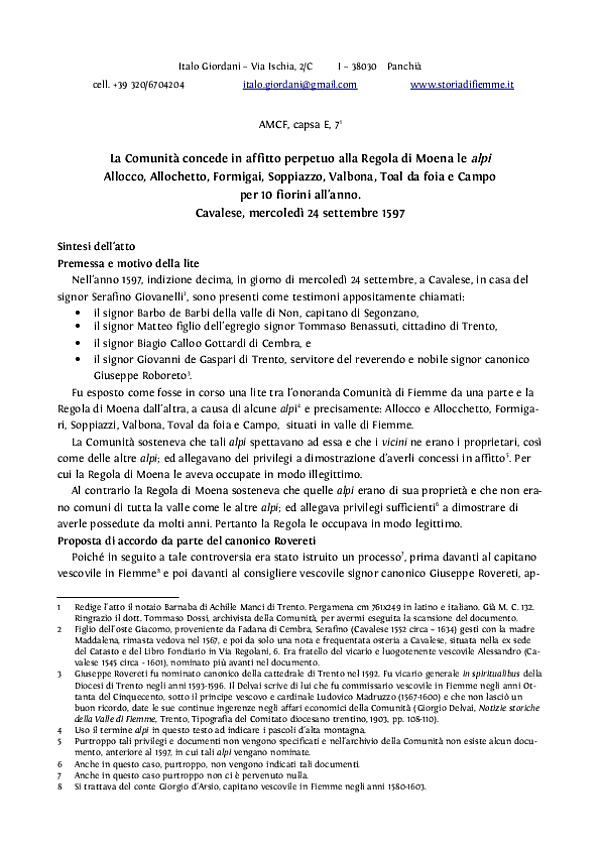 Italo Giordani – Via Ischia, 2/C I – 38030 Panchià
cell. +39 320/6704204 italo.giordani@gmail.com www.storiadifiemme.it
AMCF, capsa E, 7¹
La Comunità concede in affitto perpetuo alla Regola di Moena le alpi
Allocco, Allochetto, Formigai, Soppiazzo, Valbona, Toal da foia e Campo
per 10 fiorini all’anno.
Cavalese, mercoledì 24 settembre 1597
Sintesi dell’atto
Premessa e motivo della lite
Nell’anno 1597, indizione decima, in giorno di mercoledì 24 settembre, a Cavalese, in casa del
signor Serafino Giovanelli², sono presenti come testimoni appositamente chiamati:
• il signor Barbo de Barbi della valle di Non, capitano di Segonzano,
• il signor Matteo figlio dell’egregio signor Tommaso Benassuti, cittadino di Trento,
• il signor Biagio Calloo Gottardi di Cembra, e
• il signor Giovanni de Gaspari di Trento, servitore del reverendo e nobile signor canonico
Giuseppe Roboreto³.
Fu esposto come fosse in corso una lite tra l’onoranda Comunità di Fiemme da una parte e la
Regola di Moena dall’altra, a causa di alcune alpi⁴ e precisamente: Allocco e Allocchetto, Formiga-
ri, Soppiazzi, Valbona, Toval da foia e Campo, situati in valle di Fiemme.
La Comunità sosteneva che tali alpi spettavano ad essa e che i vicini ne erano i proprietari, così
come delle altre alpi; ed allegavano dei privilegi a dimostrazione d’averli concessi in affitto⁵. Per
cui la Regola di Moena le aveva occupate in modo illegittimo.
Al contrario la Regola di Moena sosteneva che quelle alpi erano di sua proprietà e che non era-
no comuni di tutta la valle come le altre alpi; ed allegava privilegi sufficienti⁶ a dimostrare di
averle possedute da molti anni. Pertanto la Regola le occupava in modo legittimo.
Proposta di accordo da parte del canonico Rovereti
Poiché in seguito a tale controversia era stato istruito un processo⁷, prima davanti al capitano
vescovile in Fiemme⁸ e poi davanti al consigliere vescovile signor canonico Giuseppe Rovereti, ap-
1 Redige l’atto il notaio Barnaba di Achille Manci di Trento. Pergamena cm 761x249 in latino e italiano. Già M. C. 132.
Ringrazio il dott. Tommaso Dossi, archivista della Comunità, per avermi eseguita la scansione del documento.
2 Figlio dell’oste Giacomo, proveniente da Fadana di Cembra, Serafino (Cavalese 1552 circa – 1634) gestì con la madre
Maddalena, rimasta vedova nel 1567, e poi da solo una nota e frequentata osteria a Cavalese, situata nella ex sede
del Catasto e del Libro Fondiario in Via Regolani, 6. Era fratello del vicario e luogotenente vescovile Alessandro (Ca-
valese 1545 circa - 1601), nominato più avanti nel documento.
3 Giuseppe Rovereti fu nominato canonico della cattedrale di Trento nel 1592. Fu vicario generale in spiritualibus della
Diocesi di Trento negli anni 1593-1596. Il Delvai scrive di lui che fu commissario vescovile in Fiemme negli anni Ot-
tanta del Cinquecento, sotto il principe vescovo e cardinale Ludovico Madruzzo (1567-1600) e che non lasciò un
buon ricordo, date le sue continue ingerenze negli affari economici della Comunità (Giorgio Delvai, Notizie storiche
della Valle di Fiemme, Trento, Tipografia del Comitato diocesano trentino, 1903, pp. 108-110).
4 Uso il termine alpi in questo testo ad indicare i pascoli d’alta montagna.
5 Purtroppo tali privilegi e documenti non vengono specificati e nell’archivio della Comunità non esiste alcun docu-
mento, anteriore al 1597, in cui tali alpi vengano nominate.
6 Anche in questo caso, purtroppo, non vengono indicati tali documenti.
7 Anche in questo caso purtroppo non ci è pervenuto nulla.
8 Si trattava del conte Giorgio d’Arsio, capitano vescovile in Fiemme negli anni 1580-1603.